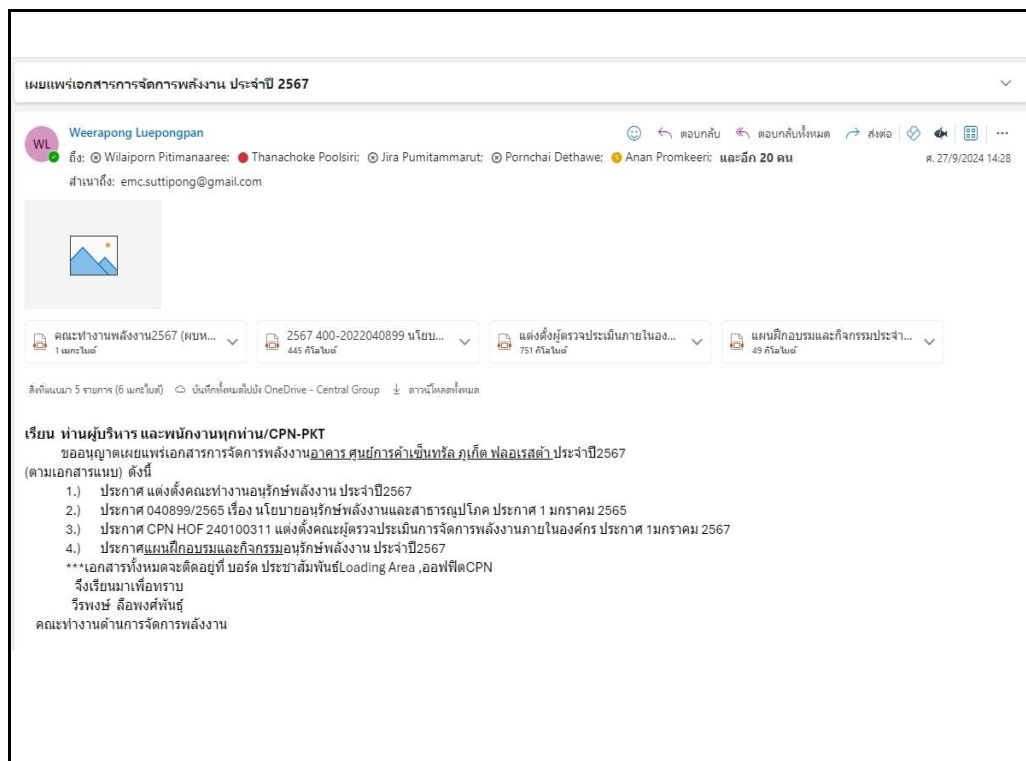 เผยแพร่เอกสารการจัดการพลังงาน ประจำปี 2567
WL
Weerapong Luepongpan
ตอบกลับ ตอบกลับทั้งหมด ส่งต่อ
ถึง: Wilaiporn Pitimanaaree; Thanachoke Poolsiri; Jira Pumitammarut; Pornchai Dethawe; Anan Promkeeri; และอีก 20 คน
ศ. 27/9/2024 14:28
สำเนาถึง: emc.suttipong@gmail.com
คณะทำงานพลังงาน2567 (ผบห...
1 เมกะไบต์
2567 400-2022040899 นโยบ...
445 กิโลไบต์
แต่งตั้งผู้ตรวจประเมินภายในอง...
751 กิโลไบต์
แผนฝึกอบรมและกิจกรรมประจำ...
49 กิโลไบต์
สิ่งที่แนบมา 5 รายการ (6 เมกะไบต์) บันทึกทั้งหมดไปยัง OneDrive - Central Group ดาวน์โหลดทั้งหมด
เรียน ท่านผู้บริหาร และพนักงานทุกท่าน/CPN-PKT
ขออนุญาตเผยแพร่เอกสารการจัดการพลังงานอาคาร ศูนย์การค้าเซ็นทรัล ภูเก็ต ฟลอเรสต้า ประจำปี2567
(ตามเอกสารแนบ) ดังนี้
1.) ประกาศ แต่งตั้งคณะทำงานอนุรักษ์พลังงาน ประจำปี2567
2.) ประกาศ 040899/2565 เรื่อง นโยบายอนุรักษ์พลังงานและสาธารณูปโภค ประกาศ 1 มกราคม 2565
3.) ประกาศ CPN HOF 240100311 แต่งตั้งคณะผู้ตรวจประเมินการจัดการพลังงานภายในองค์กร ประกาศ 1มกราคม 2567
4.) ประกาศแผนฝึกอบรมและกิจกรรมอนุรักษ์พลังงาน ประจำปี2567
***เอกสารทั้งหมดจะติดอยู่ที่ บอร์ด ประชาสัมพันธ์Loading Area ,ออฟฟิตCPN
จึงเรียนมาเพื่อทราบ
วีรพงษ์ ลือพงศ์พันธุ์
คณะทำงานด้านการจัดการพลังงาน